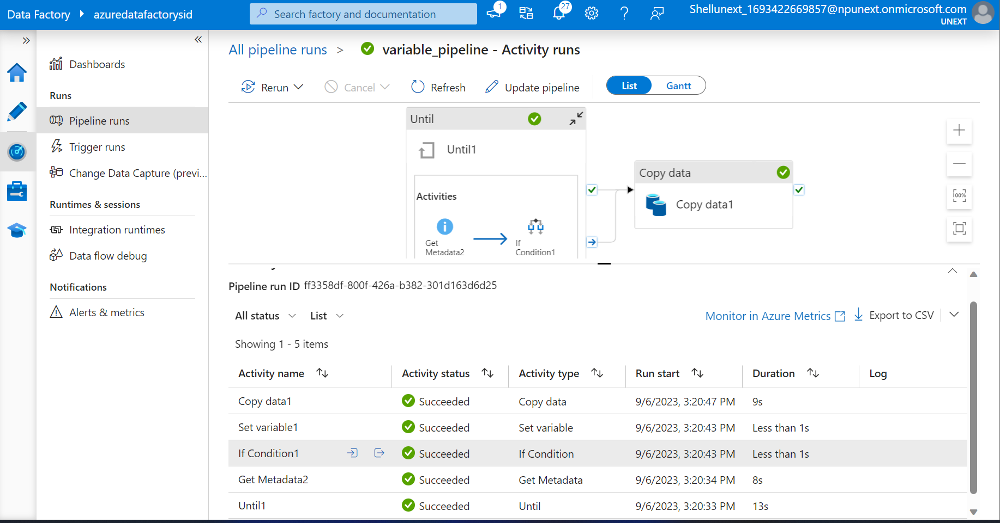 Data Factory azuredatafactorysid
Search factory and documentation
1
27
Shellunext_1693422669857@npunext.onmicrosoft.com
UNEXT
Dashboards
Runs
Pipeline runs
Trigger runs
Change Data Capture (previ...
Runtimes & sessions
Integration runtimes
Data flow debug
Notifications
Alerts & metrics
All pipeline runs > variable_pipeline - Activity runs
Rerun Cancel Refresh Update pipeline List Gantt
Until
Until1
Activities
Get Metadata2
If Condition1
Copy data
Copy data1
100%
Pipeline run ID ff3358df-800f-426a-b382-301d163d6d25
All status List Monitor in Azure Metrics Export to CSV
Showing 1 - 5 items
Activity name Activity status Activity type Run start Duration Log
Copy data1 Succeeded Copy data 9/6/2023, 3:20:47 PM 9s
Set variable1 Succeeded Set variable 9/6/2023, 3:20:43 PM Less than 1s
If Condition1 Succeeded If Condition 9/6/2023, 3:20:43 PM Less than 1s
Get Metadata2 Succeeded Get Metadata 9/6/2023, 3:20:34 PM 8s
Until1 Succeeded Until 9/6/2023, 3:20:33 PM 13s